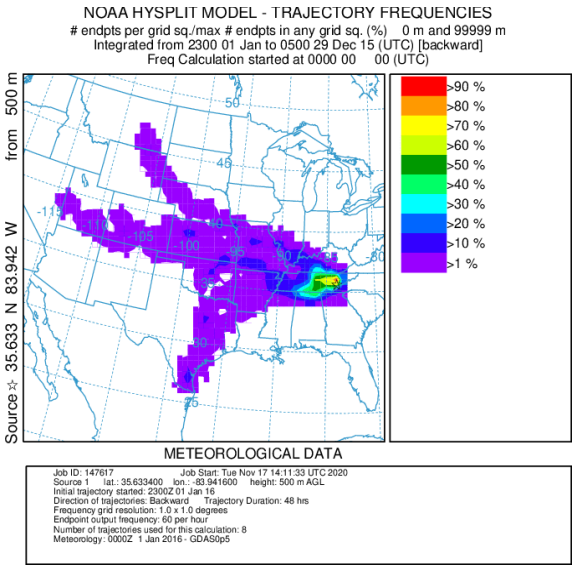 NOAA HYSPLIT MODEL - TRAJECTORY FREQUENCIES
# endpts per grid sq./max # endpts in any grid sq. (%)    0 m and 99999 m
Integrated from 2300 01 Jan to 0500 29 Dec 15 (UTC) [backward]
Freq Calculation started at 0000 00    00 (UTC)
Source ☆ 35.633 N 83.942 W    from 500 m
50
45
40
-115
-110
-105
-100
-95
-90
-80
35
30
25
>90 %
>80 %
>70 %
>60 %
>50 %
>40 %
>30 %
>20 %
>10 %
>1 %
METEOROLOGICAL DATA
Job ID: 147617    Job Start: Tue Nov 17 14:11:33 UTC 2020
Source 1    lat.: 35.633400    lon.: -83.941600    height: 500 m AGL
Initial trajectory started: 2300Z 01 Jan 16
Direction of trajectories: Backward    Trajectory Duration: 48 hrs
Frequency grid resolution: 1.0 x 1.0 degrees
Endpoint output frequency: 60 per hour
Number of trajectories used for this calculation: 8
Meteorology: 0000Z 1 Jan 2016 - GDAS0p5